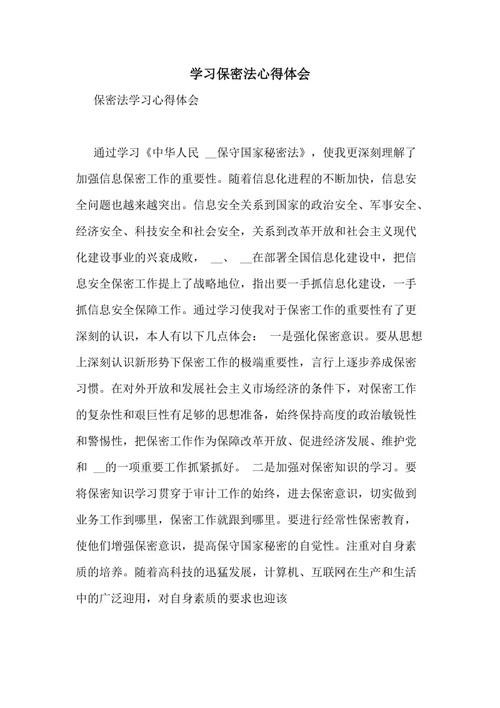 学习保密法心得体会
保密法学习心得体会
通过学习《中华人民 __保守国家秘密法》，使我更深刻理解了
加强信息保密工作的重要性。随着信息化进程的不断加快，信息安
全问题也越来越突出。信息安全关系到国家的政治安全、军事安全、
经济安全、科技安全和社会安全，关系到改革开放和社会主义现代
化建设事业的兴衰成败， __、 __在部署全国信息化建设中，把信
息安全保密工作提上了战略地位，指出要一手抓信息化建设，一手
抓信息安全保障工作。通过学习使我对于保密工作的重要性有了更
深刻的认识，本人有以下几点体会： 一是强化保密意识。要从思想
上深刻认识新形势下保密工作的极端重要性，言行上逐步养成保密
习惯。在对外开放和发展社会主义市场经济的条件下，对保密工作
的复杂性和艰巨性有足够的思想准备，始终保持高度的政治敏锐性
和警惕性，把保密工作作为保障改革开放、促进经济发展、维护党
和 __的一项重要工作抓紧抓好。 二是加强对保密知识的学习。要
将保密知识学习贯穿于审计工作的始终，进去保密意识，切实做到
业务工作到哪里，保密工作就跟到哪里。要进行经常性保密教育，
使他们增强保密意识，提高保守国家秘密的自觉性。注重对自身素
质的培养。随着高科技的迅猛发展，计算机、互联网在生产和生活
中的广泛迎用，对自身素质的要求也迎该